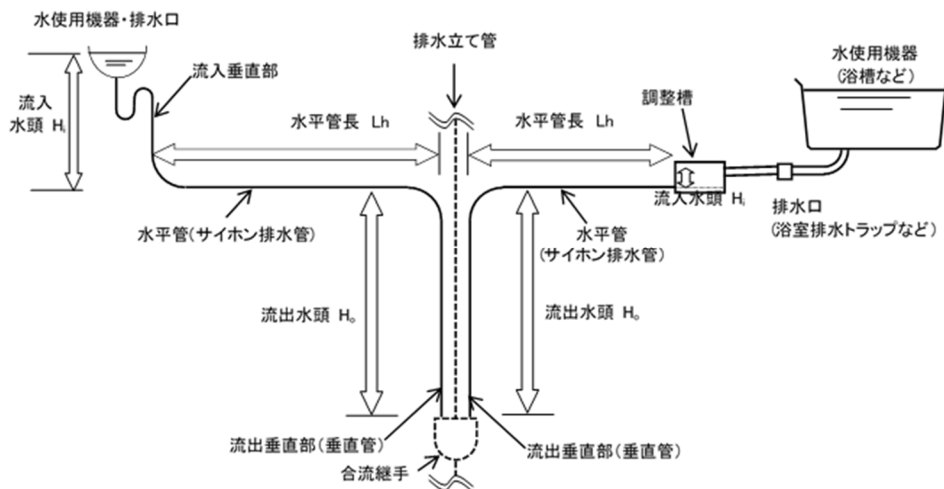 水使用機器・排水口
流入垂直部
流入
水頭 Hi
水平管長 Lh
排水立て管
水平管長 Lh
調整槽
水使用機器
(浴槽など)
流入水頭 Hi
排水口
(浴室排水トラップなど)
水平管(サイホン排水管)
水平管
(サイホン排水管)
流出水頭 Ho
流出水頭 Ho
流出垂直部(垂直管)
流出垂直部(垂直管)
合流継手